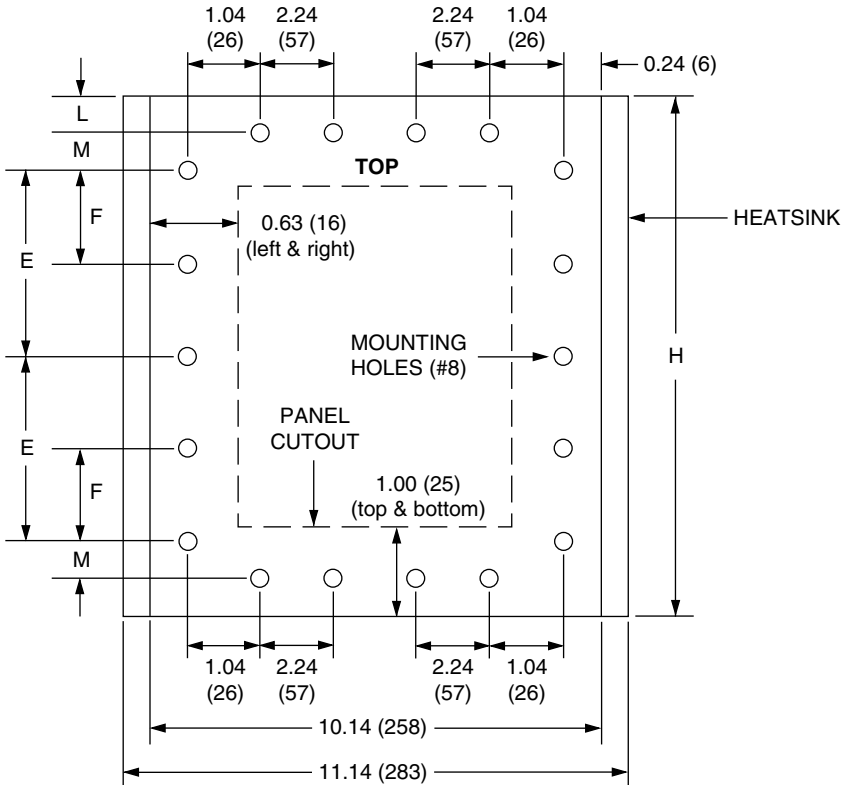 1.04 2.24 2.24 1.04
(26) (57) (57) (26)
0.24 (6)
L
M
TOP
F
0.63 (16)
(left & right)
HEATSINK
E
MOUNTING
HOLES (#8)
H
PANEL
CUTOUT
E
1.00 (25)
(top & bottom)
F
M
1.04 2.24 2.24 1.04
(26) (57) (57) (26)
10.14 (258)
11.14 (283)